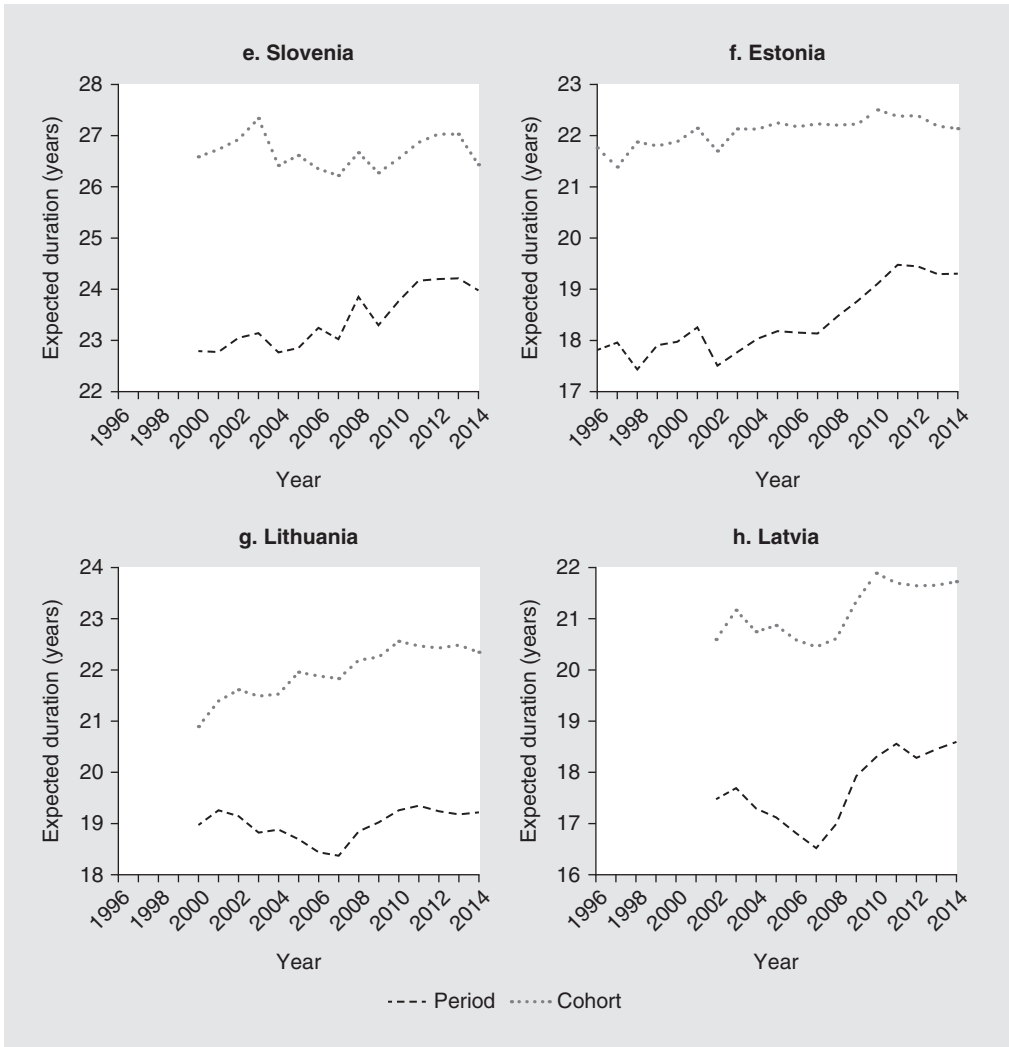 e. Slovenia
Expected duration (years)
28
27
26
25
24
23
22
1996 1998 2000 2002 2004 2006 2008 2010 2012 2014
Year
f. Estonia
Expected duration (years)
23
22
21
20
19
18
17
1996 1998 2000 2002 2004 2006 2008 2010 2012 2014
Year
g. Lithuania
Expected duration (years)
24
23
22
21
20
19
18
1996 1998 2000 2002 2004 2006 2008 2010 2012 2014
Year
h. Latvia
Expected duration (years)
22
21
20
19
18
17
16
1996 1998 2000 2002 2004 2006 2008 2010 2012 2014
Year
Period Cohort